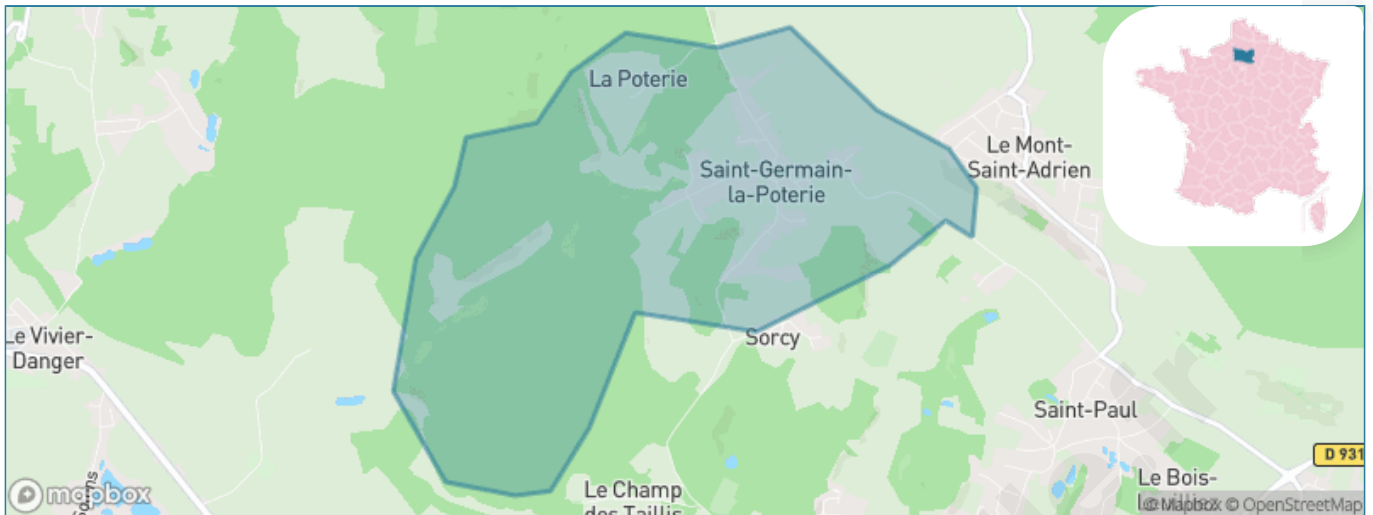 La Poterie
Le Mont-
Saint-Adrien
Saint-Germain-
la-Poterie
Le Vivier-
Danger
Sorcy
Saint-Paul
D 931
Le Champ
des Taillis
Le Bois-
mapbox
© Mapbox © OpenStreetMap